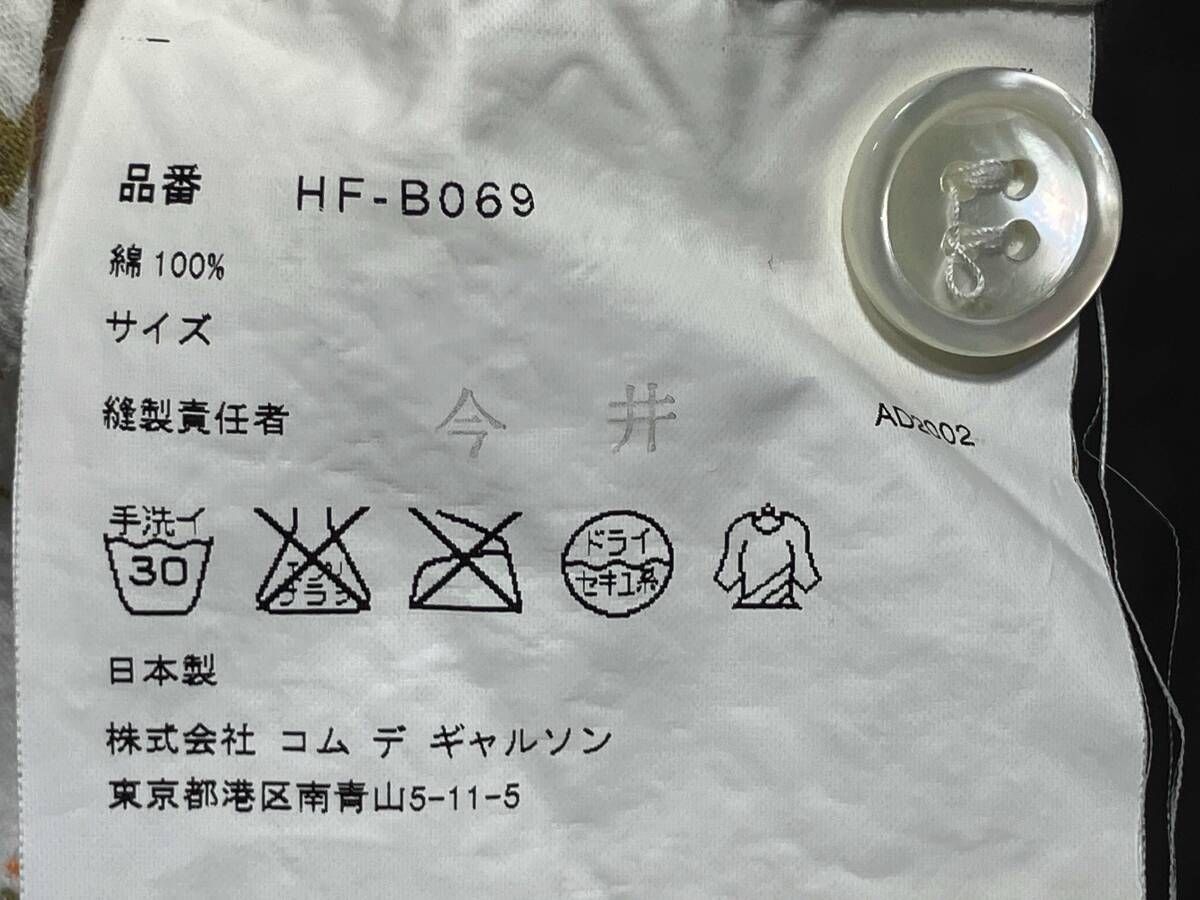 品番 HF-B069
綿 100%
サイズ
縫製責任者 今 井
AD2002
手洗イ
30
ドライ
セキユ系
日本製
株式会社 コム デ ギャルソン
東京都港区南青山5-11-5